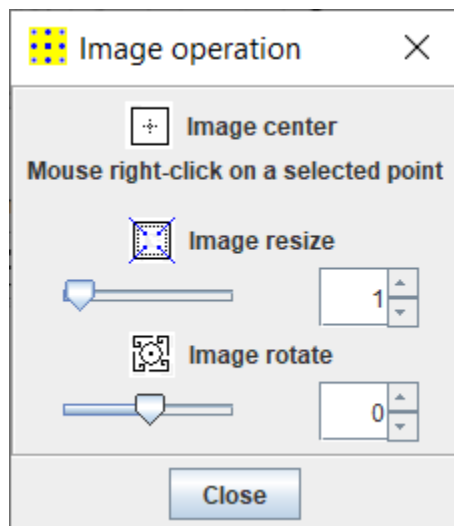 Image operation
Image center
Mouse right-click on a selected point
Image resize
1
Image rotate
0
Close